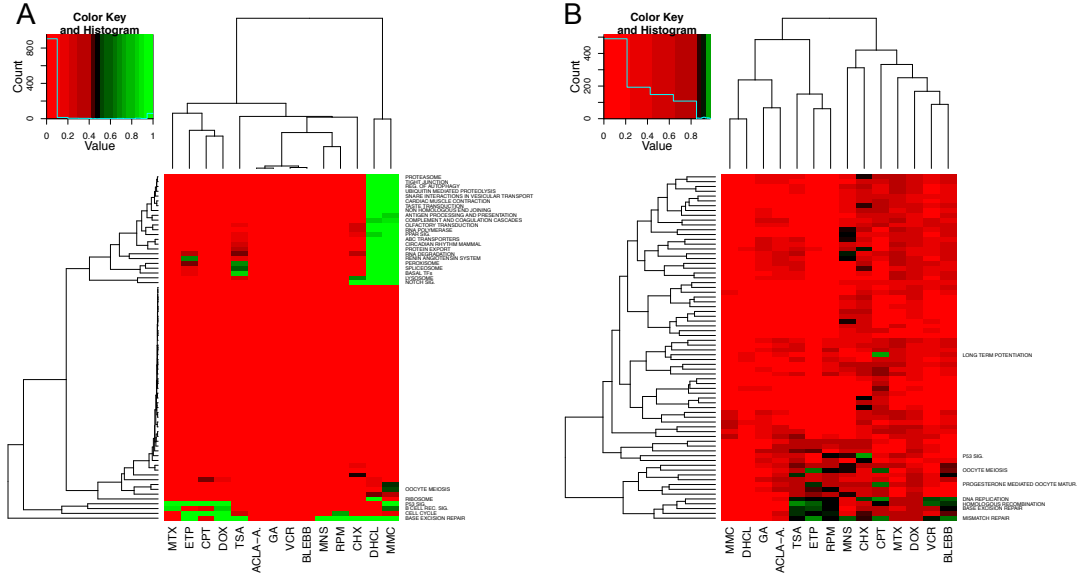 A
Color Key
and Histogram
Count
0 200 400 600 800
0 0.2 0.4 0.6 0.8 1
Value
PROTEASOME
TIGHT JUNCTION
REG. OF AUTOPHAGY
UBIQUITIN MEDIATED PROTEOLYSIS
SNARE INTERACTIONS IN VESICULAR TRANSPORT
CARDIAC MUSCLE CONTRACTION
TASTE TRANSDUCTION
NON HOMOLOGOUS END JOINING
ANTIGEN PROCESSING AND PRESENTATION
COMPLEMENT AND COAGULATION CASCADES
OLFACTORY TRANSDUCTION
RNA POLYMERASE
PPAR SIG.
ABC TRANSPORTERS
CIRCADIAN RHYTHM MAMMAL
PROTEIN EXPORT
RNA DEGRADATION
RENIN ANGIOTENSIN SYSTEM
PEROXISOME
SPLICEOSOME
BASAL TFs
LYSOSOME
NOTCH SIG.
OOCYTE MEIOSIS
RIBOSOME
P53 SIG.
B CELL REC. SIG.
CELL CYCLE
BASE EXCISION REPAIR
MTX ETP CPT DOX TSA ACLA-A. GA VCR BLEBB MNS RPM CHX DHCL MMC
B
Color Key
and Histogram
Count
0 200 400
0 0.2 0.4 0.6 0.8
Value
LONG TERM POTENTIATION
P53 SIG.
OOCYTE MEIOSIS
PROGESTERONE MEDIATED OOCYTE MATUR.
DNA REPLICATION
HOMOLOGOUS RECOMBINATION
BASE EXCISION REPAIR
MISMATCH REPAIR
MMC DHCL GA ACLA-A. TSA ETP RPM MNS CHX CPT MTX DOX VCR BLEBB